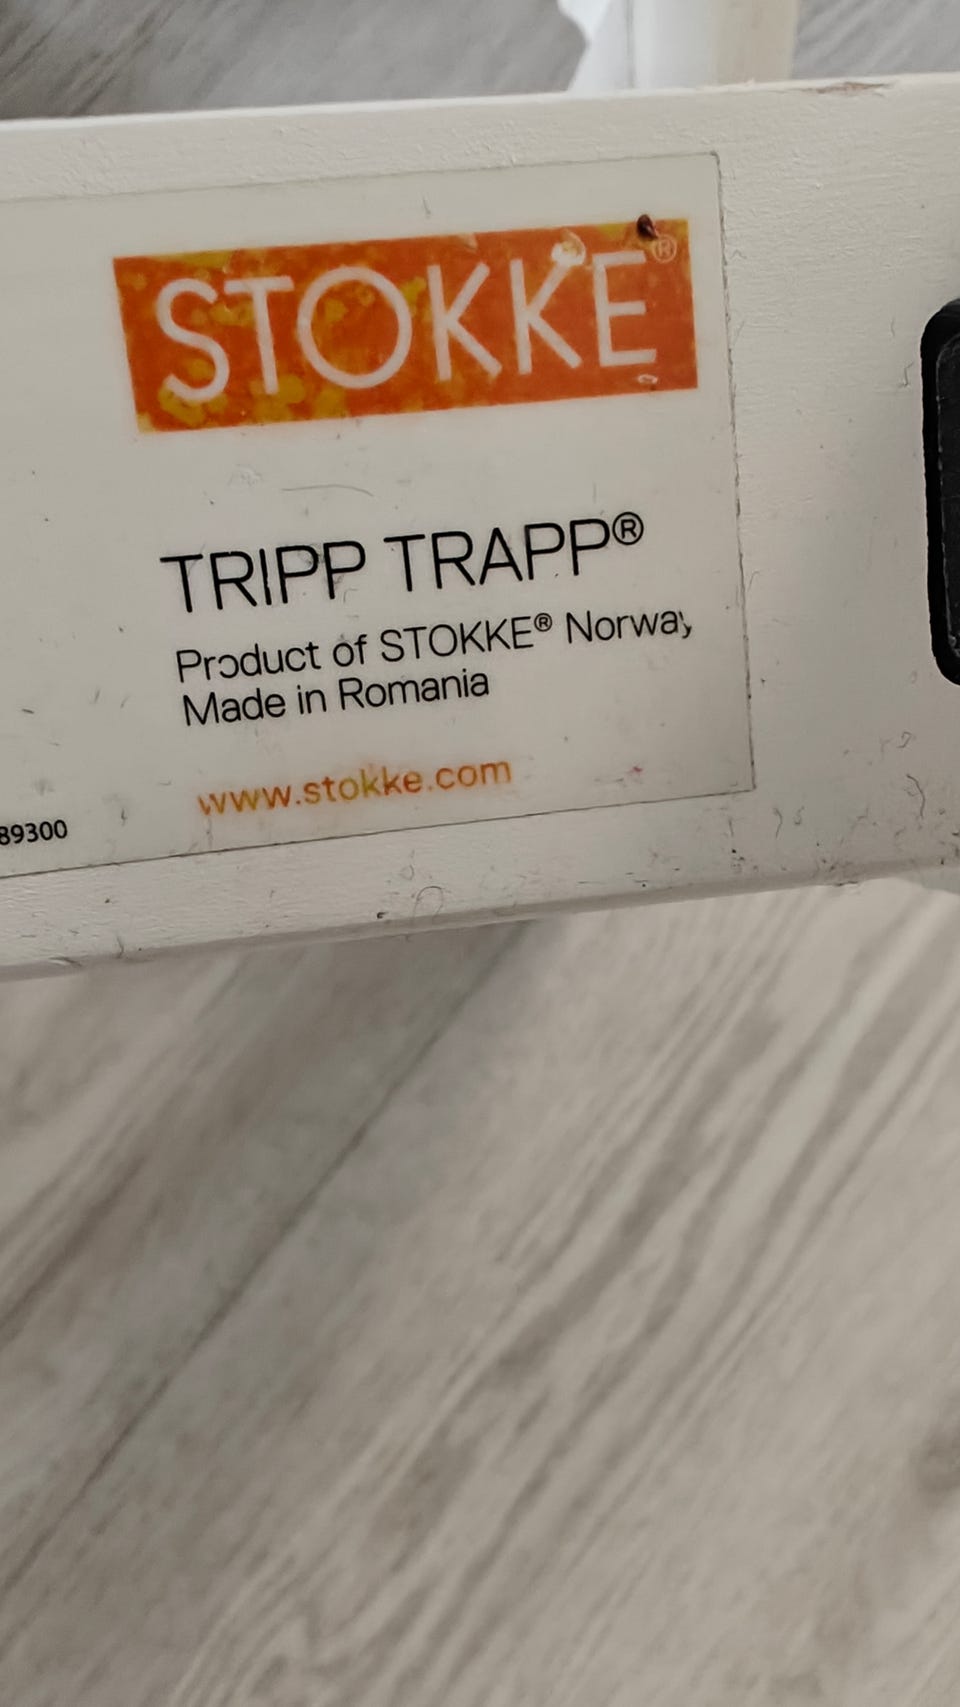 STOKKE®
TRIPP TRAPP®
Product of STOKKE® Norway
Made in Romania
www.stokke.com
89300